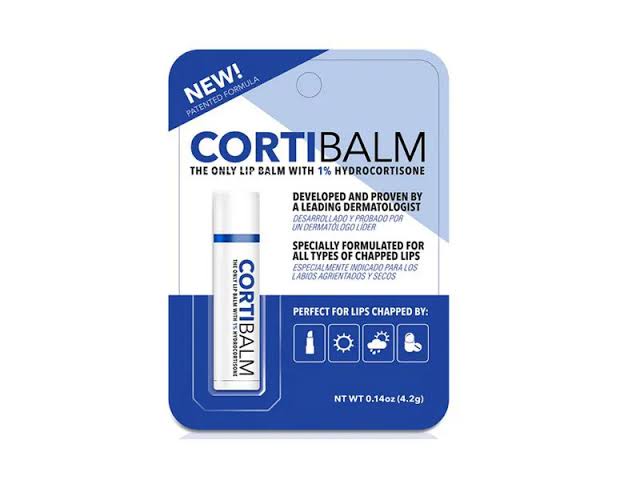 NEW!
PATENTED FORMULA
CORTIBALM
THE ONLY LIP BALM WITH 1% HYDROCORTISONE
DEVELOPED AND PROVEN BY
A LEADING DERMATOLOGIST
DESARROLLADO Y PROBADO POR
UN DERMATÓLOGO LÍDER
SPECIALLY FORMULATED FOR
ALL TYPES OF CHAPPED LIPS
ESPECIALMENTE INDICADO PARA LOS
LABIOS AGRIENTADOS Y SECOS
PERFECT FOR LIPS CHAPPED BY:
NT WT 0.14oz (4.2g)
CORTIBALM
THE ONLY LIP BALM WITH 1% HYDROCORTISONE